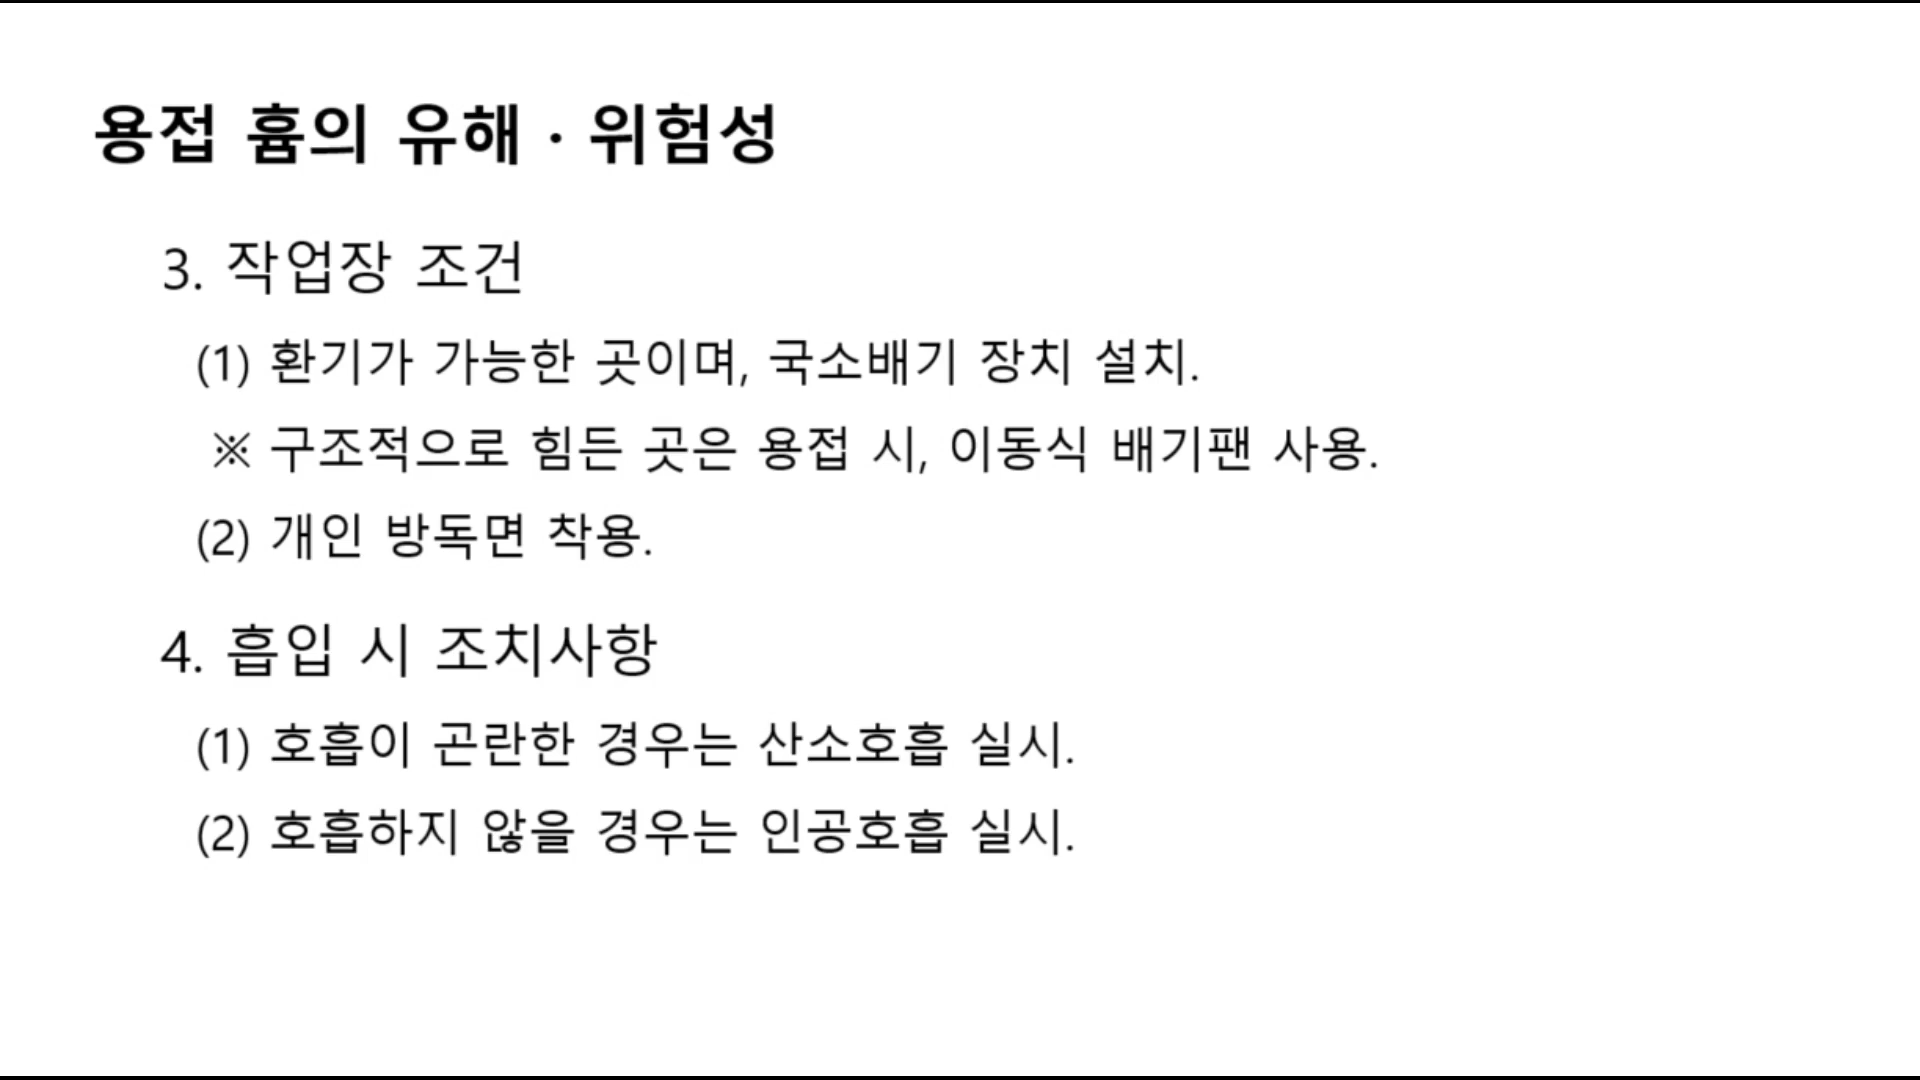 용접 흄의 유해 · 위험성
3. 작업장 조건
(1) 환기가 가능한 곳이며, 국소배기 장치 설치.
※ 구조적으로 힘든 곳은 용접 시, 이동식 배기팬 사용.
(2) 개인 방독면 착용.
4. 흡입 시 조치사항
(1) 호흡이 곤란한 경우는 산소호흡 실시.
(2) 호흡하지 않을 경우는 인공호흡 실시.